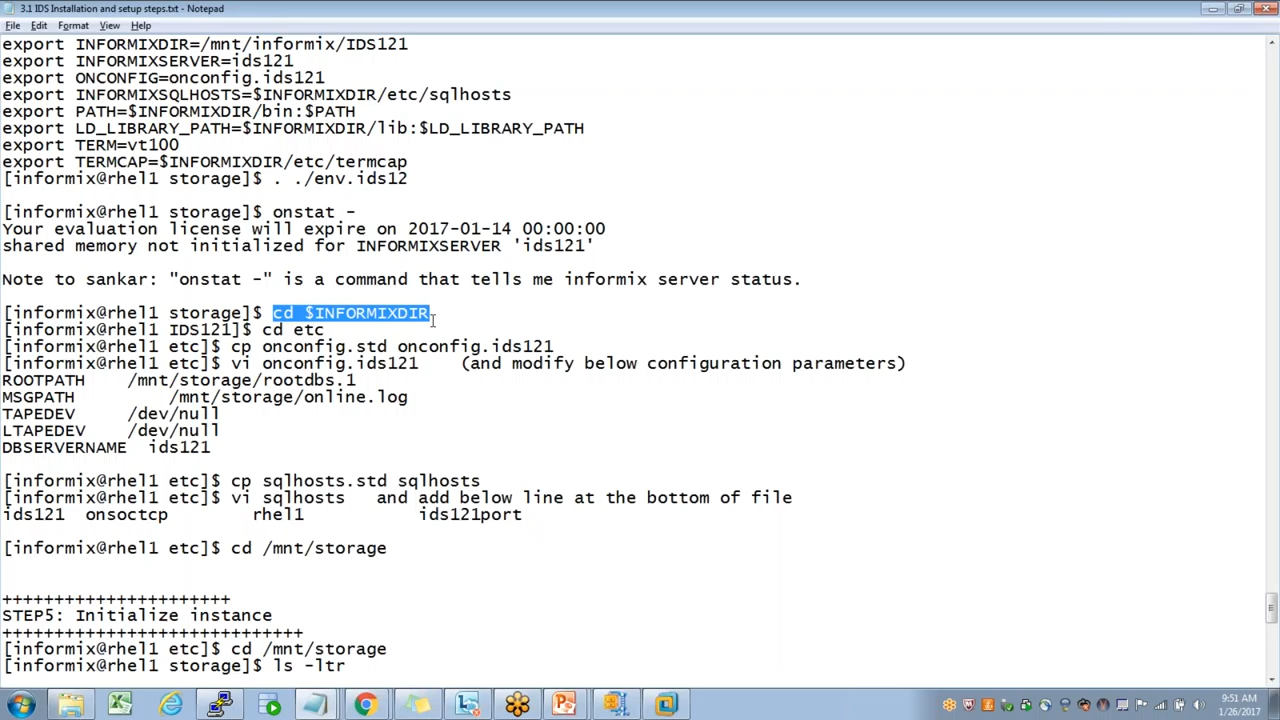 3.1 IDS Installation and setup steps.txt - Notepad
File Edit Format View Help
export INFORMIXDIR=/mnt/informix/IDS121
export INFORMIXSERVER=ids121
export ONCONFIG=onconfig.ids121
export INFORMIXSQLHOSTS=$INFORMIXDIR/etc/sqlhosts
export PATH=$INFORMIXDIR/bin:$PATH
export LD_LIBRARY_PATH=$INFORMIXDIR/lib:$LD_LIBRARY_PATH
export TERM=vt100
export TERMCAP=$INFORMIXDIR/etc/termcap
[informix@rhel1 storage]$ . ./env.ids12
[informix@rhel1 storage]$ onstat -
Your evaluation license will expire on 2017-01-14 00:00:00
shared memory not initialized for INFORMIXSERVER 'ids121'
Note to sankar: "onstat -" is a command that tells me informix server status.
[informix@rhel1 storage]$ cd $INFORMIXDIR
[informix@rhel1 IDS121]$ cd etc
[informix@rhel1 etc]$ cp onconfig.std onconfig.ids121
[informix@rhel1 etc]$ vi onconfig.ids121 (and modify below configuration parameters)
ROOTPATH /mnt/storage/rootdbs.1
MSGPATH /mnt/storage/online.log
TAPEDEV /dev/null
LTAPEDEV /dev/null
DBSERVERNAME ids121
[informix@rhel1 etc]$ cp sqlhosts.std sqlhosts
[informix@rhel1 etc]$ vi sqlhosts and add below line at the bottom of file
ids121 onsoctcp rhel1 ids121port
[informix@rhel1 etc]$ cd /mnt/storage
++++++++++++++++++++++
STEP5: Initialize instance
+++++++++++++++++++++++++++++
[informix@rhel1 etc]$ cd /mnt/storage
[informix@rhel1 storage]$ ls -ltr
9:51 AM
1/26/2017